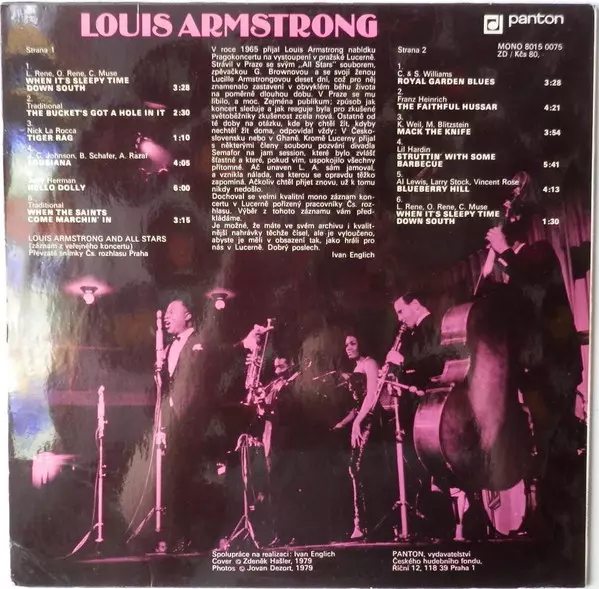 LOUIS ARMSTRONG
panton
MONO 8015 0075
ZD / Kčs 80,-
Strana 1
1.
L. Rene, O. Rene, C. Muse
WHEN IT'S SLEEPY TIME
DOWN SOUTH 3:28
2.
Traditional
THE BUCKET'S GOT A HOLE IN IT 2:30
3.
Nick La Rocca
TIGER RAG 1:10
4.
J. C. Johnson, B. Schafer, A. Razaf
LOUISIANA 4:05
5.
Jerry Herman
HELLO DOLLY 6:00
6.
Traditional
WHEN THE SAINTS
COME MARCHIN' IN 3:15
LOUIS ARMSTRONG AND ALL STARS
(záznam z veřejného koncertu)
Převzaté snímky Čs. rozhlasu Praha
V roce 1965 přijal Louis Armstrong nabídku
Pragokoncertu na vystoupení v pražské Lucerně.
Strávil v Praze se svým „All Stars" souborem,
zpěvačkou G. Brownovou a se svojí ženou
Lucille Armstrongovou deset dní, což pro něj
znamenalo zastavení v obvyklém běhu života
na poměrně dlouhou dobu. V Praze se mu
líbilo, a moc. Zejména publikum; způsob jak
koncert sleduje a jak reaguje byla pro zkušené
světoběžníky zkušenost zcela nová. Ostatně od
té doby na otázku, kde by chtěl žít, kdyby
nechtěl žít doma, odpovídal vždy: V Česko-
slovensku nebo v Ghaně. Kromě Lucerny přijal
s některými členy souboru pozvání divadla
Semafor na jam session, které bylo zvlášť
šťastné a které, pokud vím, uspokojilo všechny
přítomné. Ač unaven L. A. sám jamoval,
a vznikla nálada, na kterou se opravdu těžko
zapomíná. Ačkoliv chtěl přijet znovu, už k tomu
nikdy nedošlo.
Dochoval se velmi kvalitní mono záznam kon-
certu v Lucerně pořízený pracovníky Čs. roz-
hlasu. Výběr z tohoto záznamu vám před-
kládáme.
Je možné, že máte ve svém archivu i kvalit-
nější nahrávky těchže čísel, ale je vyloučeno,
abyste je měli v obsazení tak, jako hráli pro
nás v Lucerně. Dobrý poslech.
Ivan Englich
Strana 2
1.
C. & S. Williams
ROYAL GARDEN BLUES 3:28
2.
Franz Heinrich
THE FAITHFUL HUSSAR 4:21
3.
K. Weil, M. Blitzstein
MACK THE KNIFE 3:54
4.
Lil Hardin
STRUTTIN' WITH SOME
BARBECUE 5:41
5.
Al Lewis, Larry Stock, Vincent Rose
BLUEBERRY HILL 4:13
6.
L. Rene, O. Rene, C. Muse
WHEN IT'S SLEEPY TIME
DOWN SOUTH 1:30
Spolupráce na realizaci: Ivan Englich
Cover © Zdeněk Hašler, 1979
Photos © Jovan Dezort, 1979
PANTON, vydavatelství
Českého hudebního fondu,
Říční 12, 118 39 Praha 1